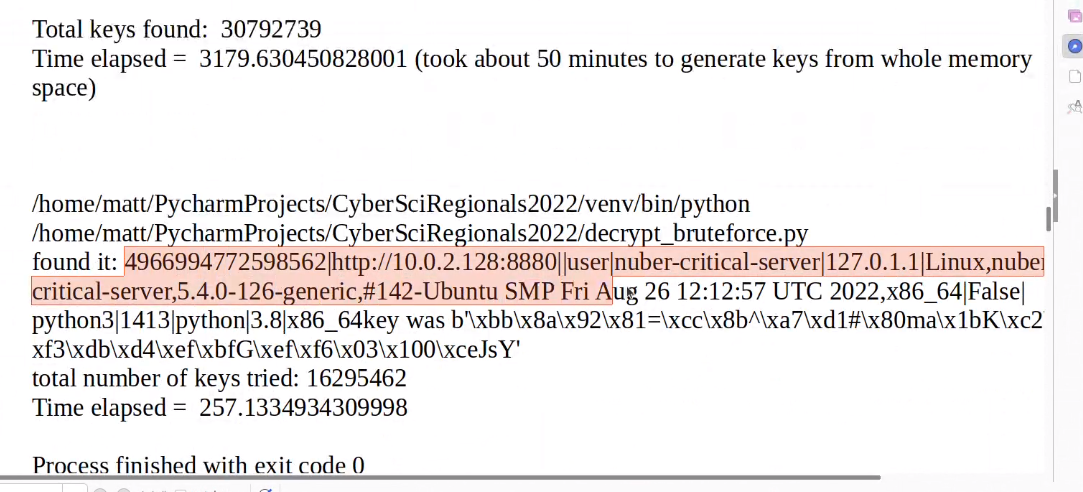 Total keys found:  30792739
Time elapsed =  3179.630450828001 (took about 50 minutes to generate keys from whole memory
space)
/home/matt/PycharmProjects/CyberSciRegionals2022/venv/bin/python
/home/matt/PycharmProjects/CyberSciRegionals2022/decrypt_bruteforce.py
found it: 4966994772598562|http://10.0.2.128:8880||user|nuber-critical-server|127.0.1.1|Linux,nuber
critical-server,5.4.0-126-generic,#142-Ubuntu SMP Fri Aug 26 12:12:57 UTC 2022,x86_64|False|
python3|1413|python|3.8|x86_64key was b'\xbb\x8a\x92\x81=\xcc\x8b^\xa7\xd1#\x80ma\x1bK\xc2
xf3\xdb\xd4\xef\xbfG\xef\xf6\x03\x100\xceJsY'
total number of keys tried: 16295462
Time elapsed =  257.1334934309998
Process finished with exit code 0